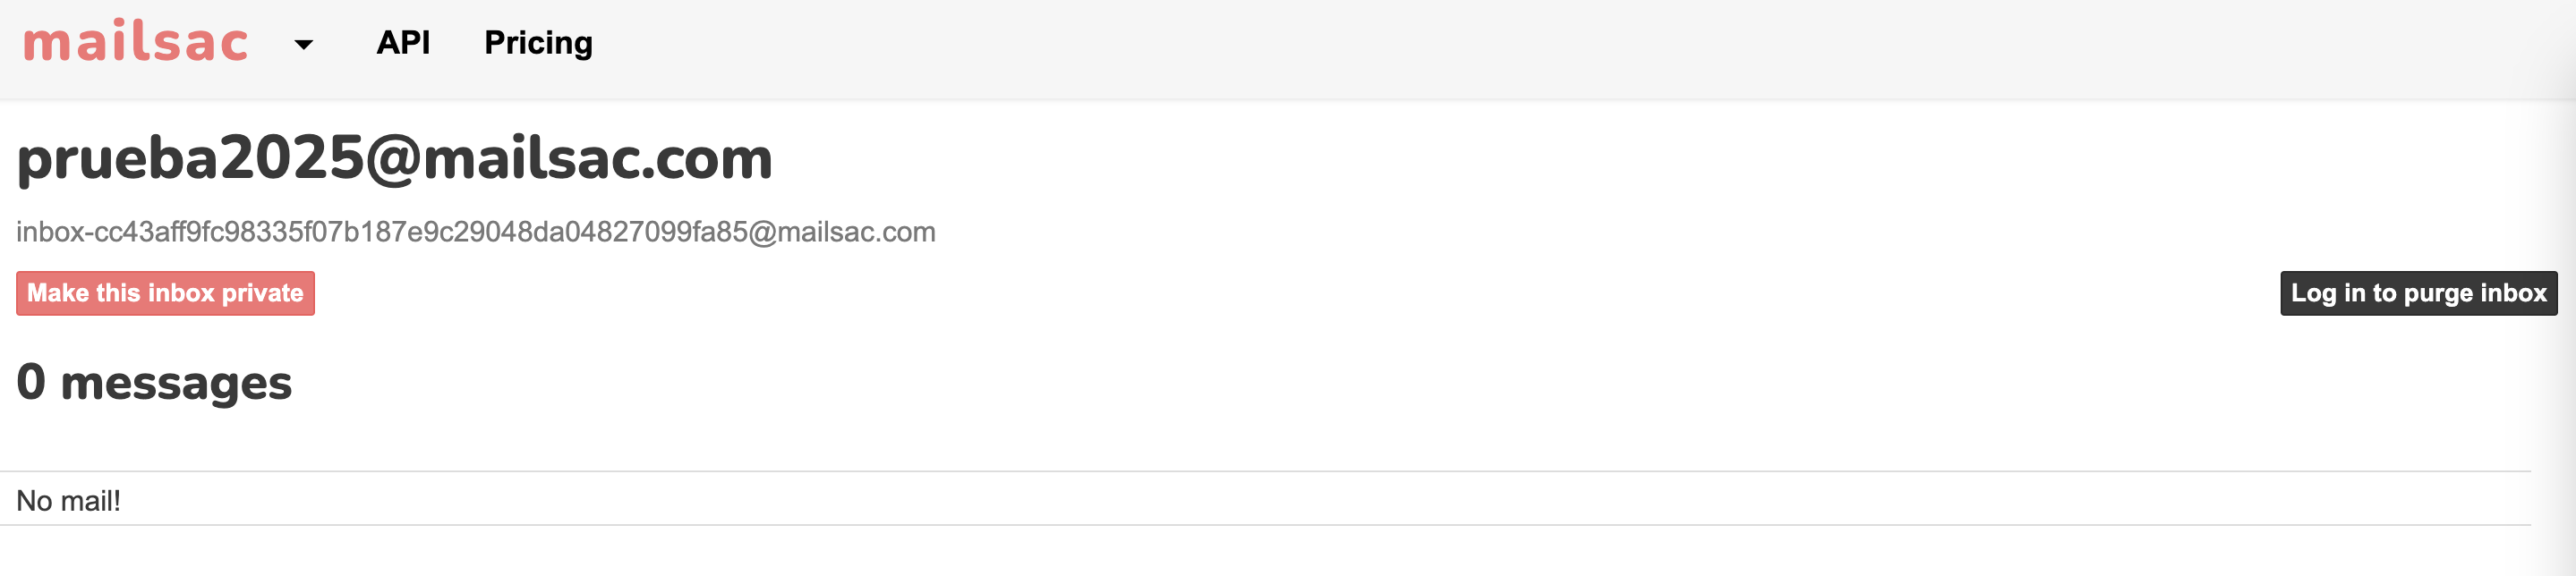 mailsac API Pricing
prueba2025@mailsac.com
inbox-cc43aff9fc98335f07b187e9c29048da04827099fa85@mailsac.com
Make this inbox private Log in to purge inbox
0 messages
No mail!